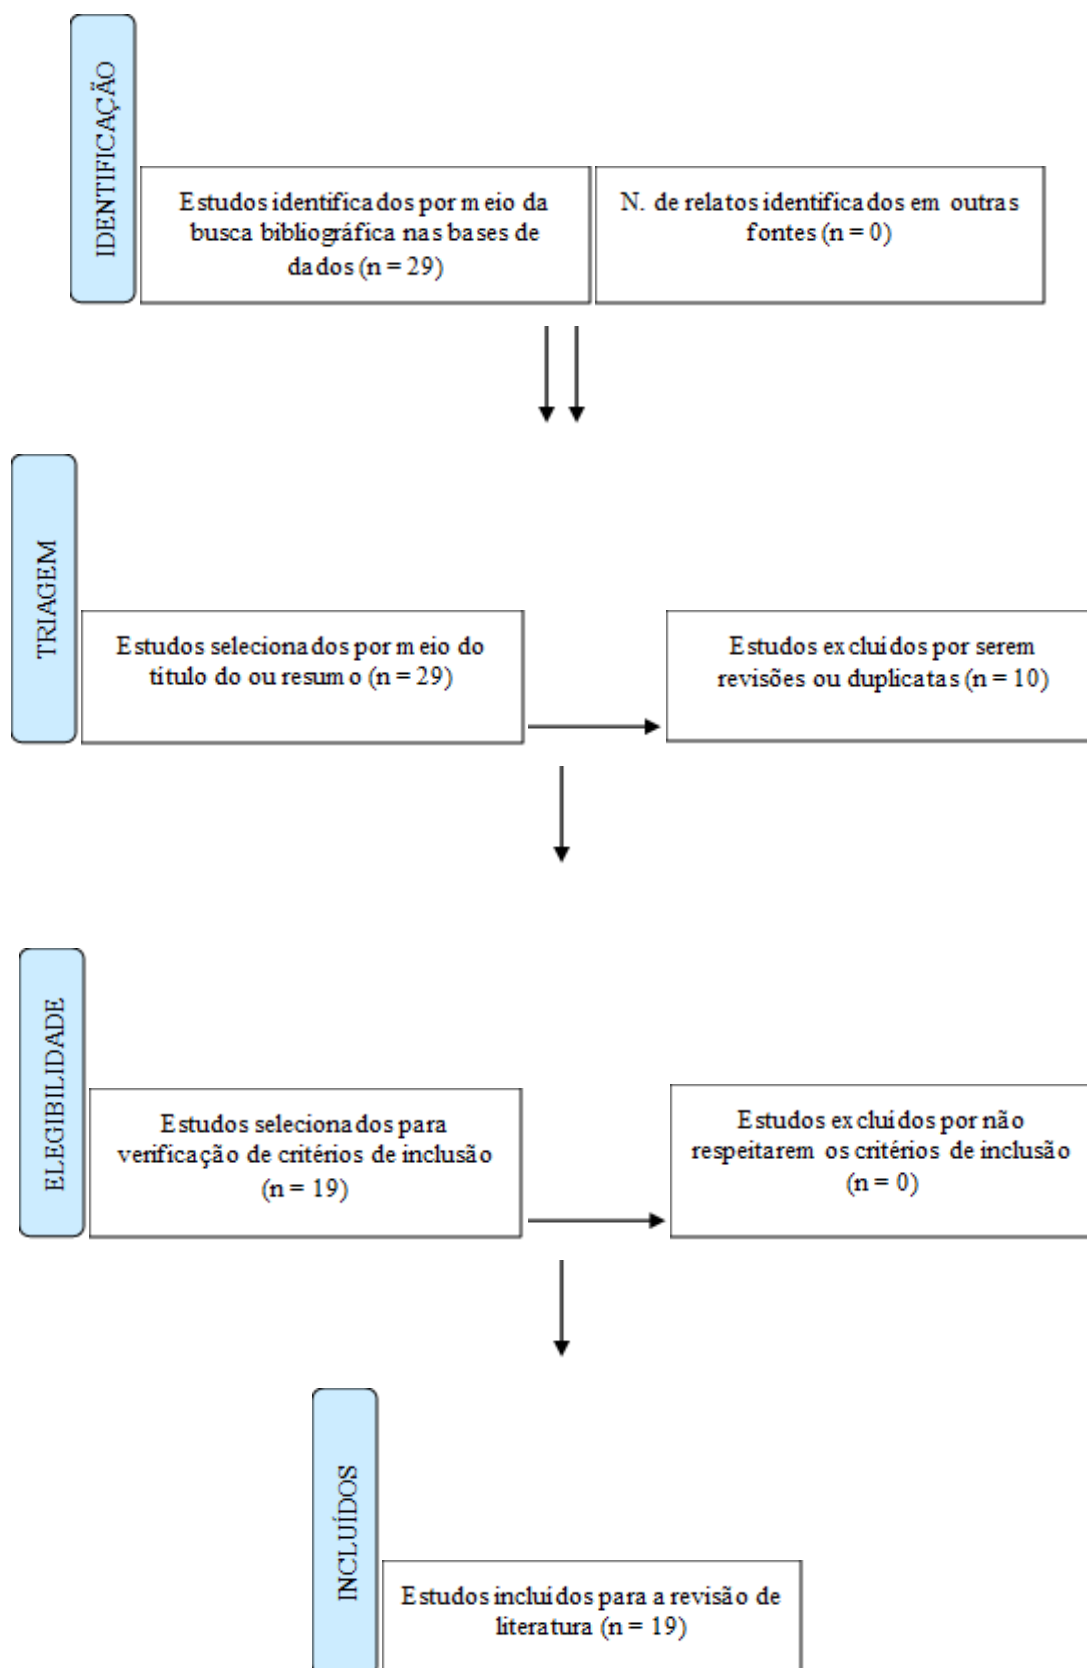 IDENTIFICAÇÃO
Estudos identificados por meio da
busca bibliográfica nas bases de
dados (n = 29)
N. de relatos identificados em outras
fontes (n = 0)
TRIAGEM
Estudos selecionados por meio do
título do ou resumo (n = 29)
Estudos excluídos por serem
revisões ou duplicatas (n = 10)
ELEGIBILIDADE
Estudos selecionados para
verificação de critérios de inclusão
(n = 19)
Estudos excluídos por não
respeitarem os critérios de inclusão
(n = 0)
INCLUÍDOS
Estudos incluídos para a revisão de
literatura (n = 19)